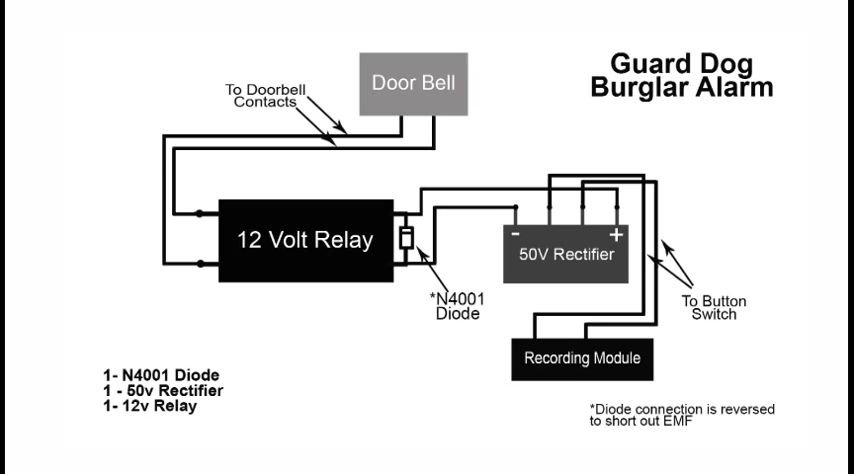 Guard Dog
Burglar Alarm
Door Bell
To Doorbell
Contacts
12 Volt Relay
- +
50V Rectifier
*N4001
Diode
To Button
Switch
Recording Module
1- N4001 Diode
1 - 50v Rectifier
1- 12v Relay
*Diode connection is reversed
to short out EMF